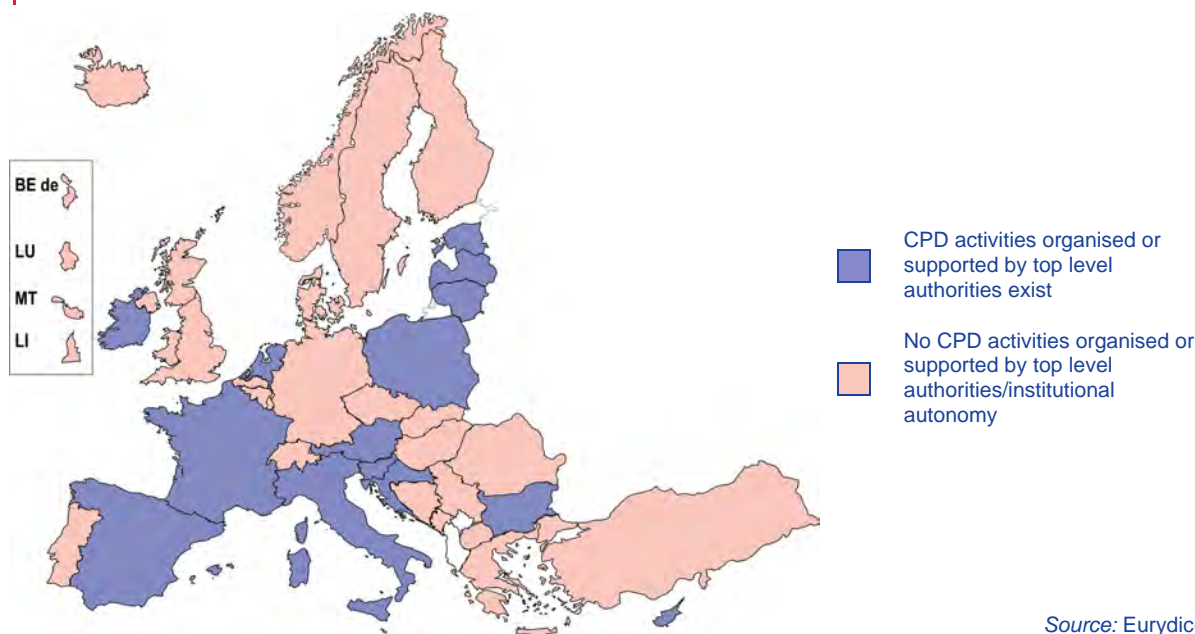 BE de
LU
MT
LI
CPD activities organised or
supported by top level
authorities exist
No CPD activities organised or
supported by top level
authorities/institutional
autonomy
Source: Eurydic